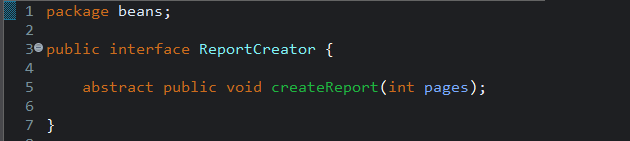 1 package beans;
2
3 public interface ReportCreator {
4
5 abstract public void createReport(int pages);
6
7 }